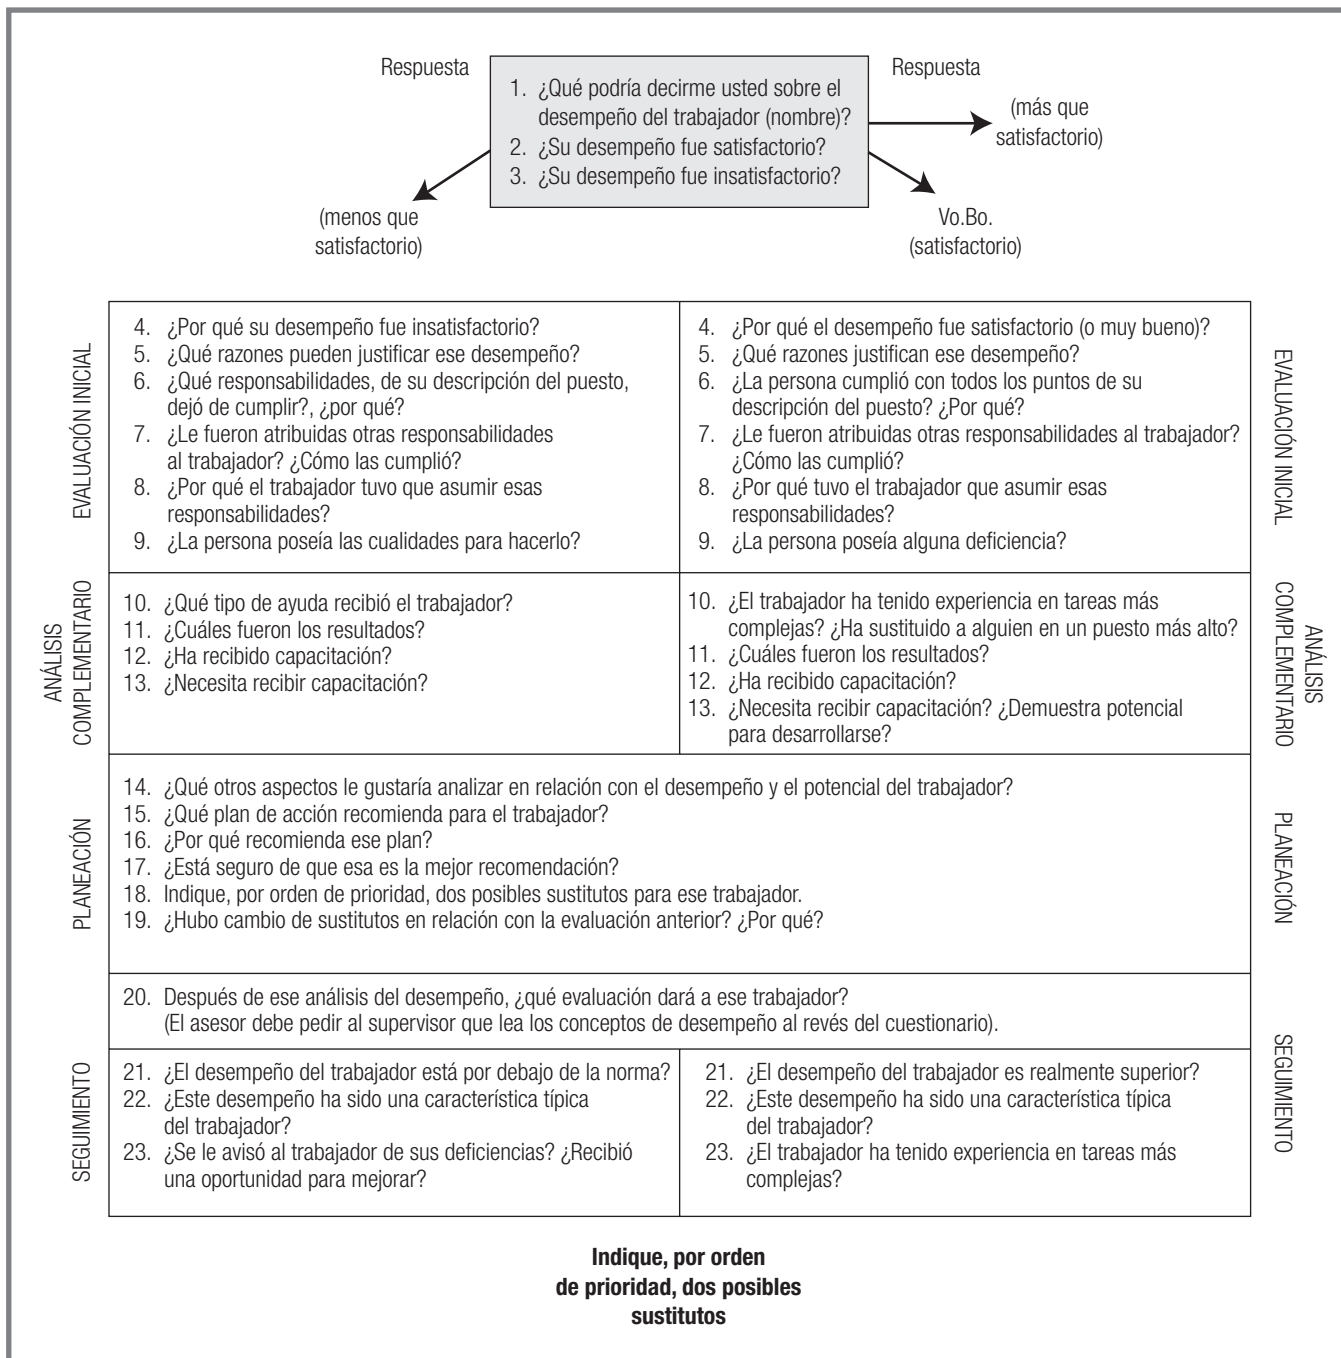 Respuesta
Respuesta
1. ¿Qué podría decirme usted sobre el
desempeño del trabajador (nombre)?
2. ¿Su desempeño fue satisfactorio?
3. ¿Su desempeño fue insatisfactorio?
(más que
satisfactorio)
(menos que
satisfactorio)
Vo.Bo.
(satisfactorio)
EVALUACIÓN INICIAL
4. ¿Por qué su desempeño fue insatisfactorio?
5. ¿Qué razones pueden justificar ese desempeño?
6. ¿Qué responsabilidades, de su descripción del puesto,
dejó de cumplir?, ¿por qué?
7. ¿Le fueron atribuidas otras responsabilidades
al trabajador? ¿Cómo las cumplió?
8. ¿Por qué el trabajador tuvo que asumir esas
responsabilidades?
9. ¿La persona poseía las cualidades para hacerlo?
4. ¿Por qué el desempeño fue satisfactorio (o muy bueno)?
5. ¿Qué razones justifican ese desempeño?
6. ¿La persona cumplió con todos los puntos de su
descripción del puesto? ¿Por qué?
7. ¿Le fueron atribuidas otras responsabilidades al trabajador?
¿Cómo las cumplió?
8. ¿Por qué tuvo el trabajador que asumir esas
responsabilidades?
9. ¿La persona poseía alguna deficiencia?
EVALUACIÓN INICIAL
ANÁLISIS
COMPLEMENTARIO
10. ¿Qué tipo de ayuda recibió el trabajador?
11. ¿Cuáles fueron los resultados?
12. ¿Ha recibido capacitación?
13. ¿Necesita recibir capacitación?
10. ¿El trabajador ha tenido experiencia en tareas más
complejas? ¿Ha sustituido a alguien en un puesto más alto?
11. ¿Cuáles fueron los resultados?
12. ¿Ha recibido capacitación?
13. ¿Necesita recibir capacitación? ¿Demuestra potencial
para desarrollarse?
ANÁLISIS
COMPLEMENTARIO
PLANEACIÓN
14. ¿Qué otros aspectos le gustaría analizar en relación con el desempeño y el potencial del trabajador?
15. ¿Qué plan de acción recomienda para el trabajador?
16. ¿Por qué recomienda ese plan?
17. ¿Está seguro de que esa es la mejor recomendación?
18. Indique, por orden de prioridad, dos posibles sustitutos para ese trabajador.
19. ¿Hubo cambio de sustitutos en relación con la evaluación anterior? ¿Por qué?
PLANEACIÓN
20. Después de ese análisis del desempeño, ¿qué evaluación dará a ese trabajador?
(El asesor debe pedir al supervisor que lea los conceptos de desempeño al revés del cuestionario).
SEGUIMIENTO
21. ¿El desempeño del trabajador está por debajo de la norma?
22. ¿Este desempeño ha sido una característica típica
del trabajador?
23. ¿Se le avisó al trabajador de sus deficiencias? ¿Recibió
una oportunidad para mejorar?
21. ¿El desempeño del trabajador es realmente superior?
22. ¿Este desempeño ha sido una característica típica
del trabajador?
23. ¿El trabajador ha tenido experiencia en tareas más
complejas?
SEGUIMIENTO
Indique, por orden
de prioridad, dos posibles
sustitutos